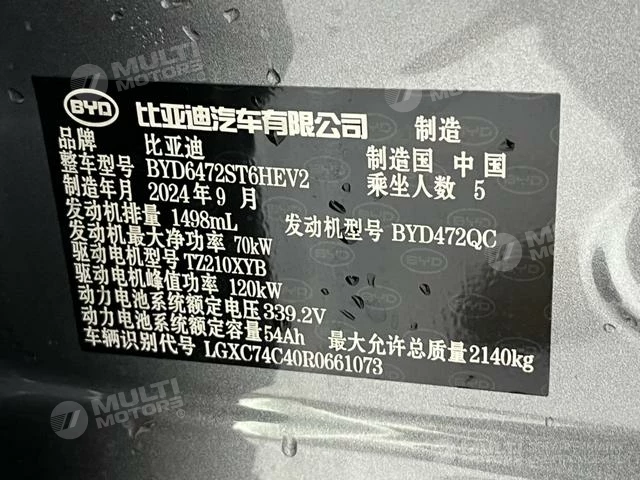 BYD 比亚迪汽车有限公司 制造
品牌 比亚迪 制造国 中国
整车型号 BYD6472ST6HEV2 乘坐人数 5
制造年月 2024年9月
发动机排量 1498mL 发动机型号 BYD472QC
发动机最大净功率 70kW
驱动电机型号 TZ210XYB
驱动电机峰值功率 120kW
动力电池系统额定电压 339.2V
动力电池系统额定容量 54Ah 最大允许总质量 2140kg
车辆识别代号 LGXC74C40R0661073
MULTI MOTORS
MULTI MOTORS
MULTI MOTORS
MULTI MOTORS